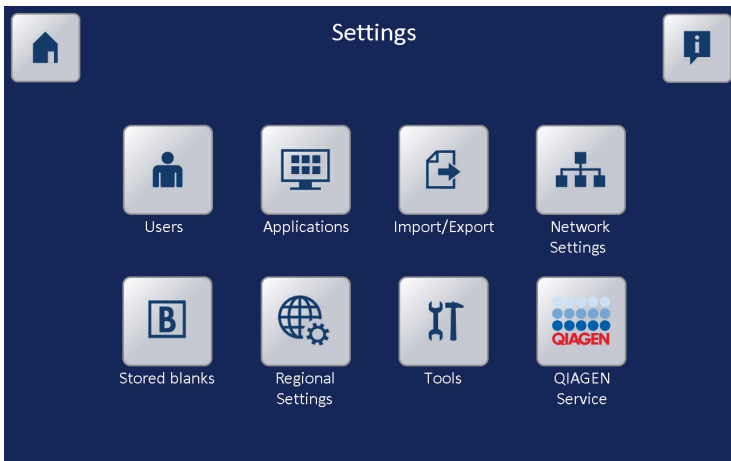 Settings
i
Users
Applications
Import/Export
Network
Settings
B
QIAGEN
Stored blanks
Regional
Settings
Tools
QIAGEN
Service